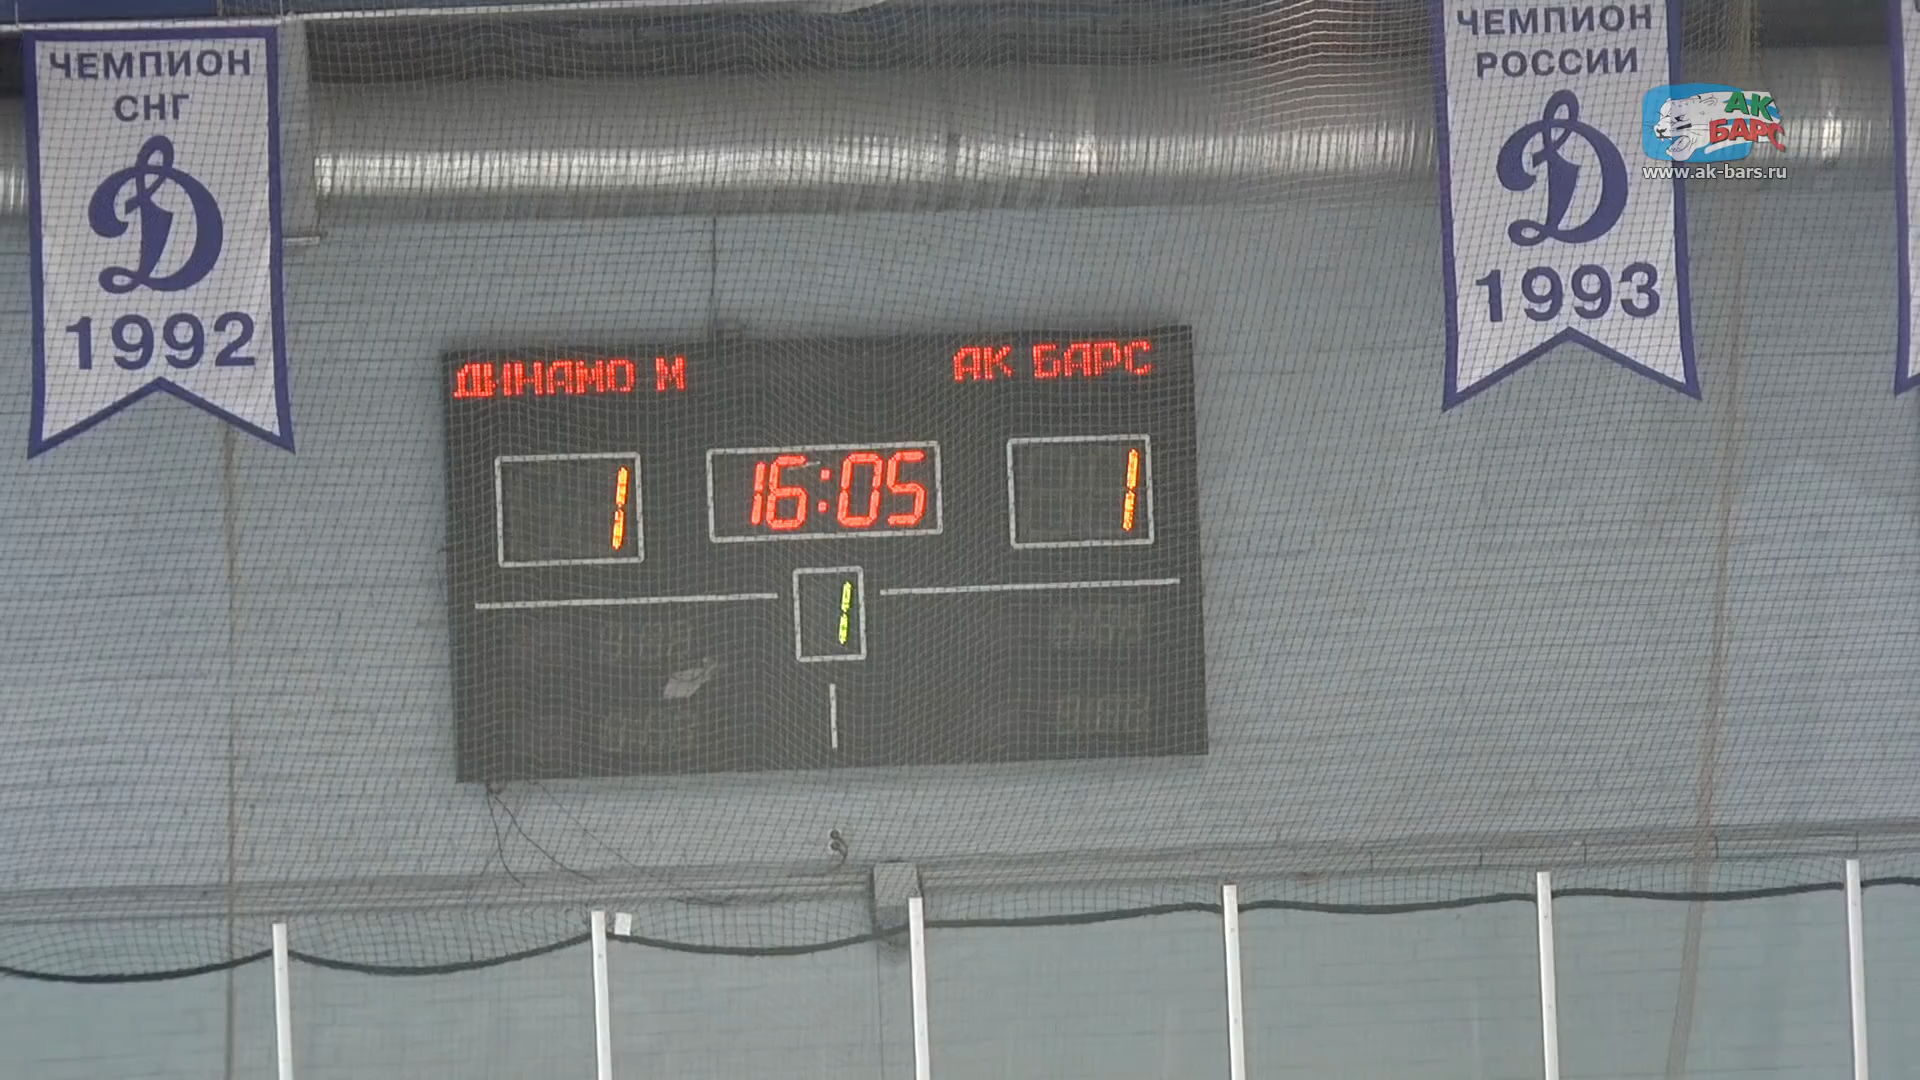 ЧЕМПИОН
СНГ
Д
1992
ЧЕМПИОН
РОССИИ
Д
1993
АК
БАРС
www.ak-bars.ru
ДИНАМО М
АК БАРС
1
16:05
1
1